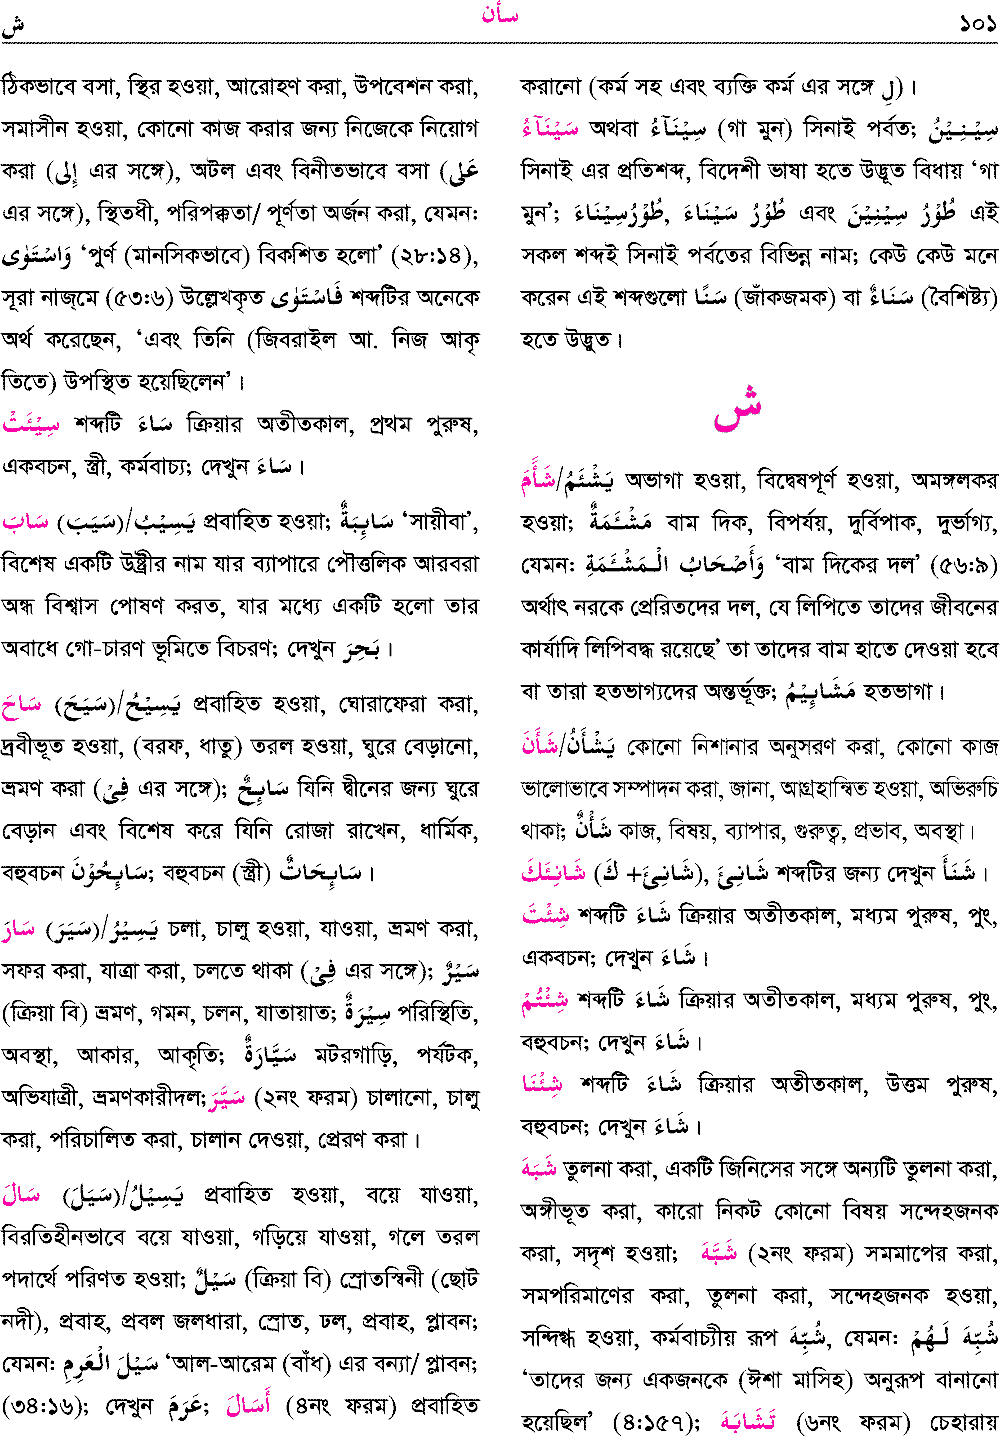 ش
سأن
১০১
ঠিকভাবে বসা, স্থির হওয়া, আরোহণ করা, উপবেশন করা,
সমাসীন হওয়া, কোনো কাজ করার জন্য নিজেকে নিয়োগ
করা (إِلى এর সঙ্গে), অটল এবং বিনীতভাবে বসা (عَلى
এর সঙ্গে), স্থিতধী, পরিপক্কতা/ পূর্ণতা অর্জন করা, যেমন:
وَاسْتَوٰى ‘পুর্ণ (মানসিকভাবে) বিকশিত হলো’ (২৮:১৪),
সূরা নাজ্‌মে (৫৩:৬) উল্লেখকৃত فَاسْتَوٰى শব্দটির অনেকে
অর্থ করেছেন, ‘এবং তিনি (জিবরাইল আ. নিজ আকৃ
তিতে) উপস্থিত হয়েছিলেন’।
سِيْئَتْ শব্দটি سَاءَ ক্রিয়ার অতীতকাল, প্রথম পুরুষ,
একবচন, স্ত্রী, কর্মবাচ্য; দেখুন سَاءَ।
سَابَ (سَيَبَ)/يَسِيْبُ প্রবাহিত হওয়া; سَايِبَةٌ ‘সায়ীবা’,
বিশেষ একটি উষ্ট্রীর নাম যার ব্যাপারে পৌত্তলিক আরবরা
অন্ধ বিশ্বাস পোষণ করত, যার মধ্যে একটি হলো তার
অবাধে গো-চারণ ভূমিতে বিচরণ; দেখুন بَحِرَ।
سَاحَ (سَيَحَ)/يَسِيْحُ প্রবাহিত হওয়া, ঘোরাফেরা করা,
দ্রবীভূত হওয়া, (বরফ, ধাতু) তরল হওয়া, ঘুরে বেড়ানো,
ভ্রমণ করা (فِيْ এর সঙ্গে); سَايِحٌ যিনি দ্বীনের জন্য ঘুরে
বেড়ান এবং বিশেষ করে যিনি রোজা রাখেন, ধার্মিক,
বহুবচন سَايِحُوْنَ; বহুবচন (স্ত্রী) سَايِحَاتٌ।
سَارَ (سَيَرَ)/يَسِيْرُ চলা, চালু হওয়া, যাওয়া, ভ্রমণ করা,
সফর করা, যাত্রা করা, চলতে থাকা (فِيْ এর সঙ্গে); سَيْرٌ
(ক্রিয়া বি) ভ্রমণ, গমন, চলন, যাতায়াত; سِيْرَةٌ পরিস্থিতি,
অবস্থা, আকার, আকৃতি; سَيَّارَةٌ মটরগাড়ি, পর্যটক,
অভিযাত্রী, ভ্রমণকারীদল; سَيَّرَ (২নং ফরম) চালানো, চালু
করা, পরিচালিত করা, চালান দেওয়া, প্রেরণ করা।
سَالَ (سَيَلَ)/يَسِيْلُ প্রবাহিত হওয়া, বয়ে যাওয়া,
বিরতিহীনভাবে বয়ে যাওয়া, গড়িয়ে যাওয়া, গলে তরল
পদার্থে পরিণত হওয়া; سَيْلٌ (ক্রিয়া বি) স্রোতস্বিনী (ছোট
নদী), প্রবাহ, প্রবল জলধারা, স্রোত, ঢল, প্রবাহ, প্লাবন;
যেমন: سَيْلَ الْعَرِمِ ‘আল-আরেম (বাঁধ) এর বন্যা/ প্লাবন;
(৩৪:১৬); দেখুন عَرَمَ; أَسَالَ (৪নং ফরম) প্রবাহিত
করানো (কর্ম সহ এবং ব্যক্তি কর্ম এর সঙ্গে لِ)।
سَيْنَآءُ অথবা سِيْنَآءُ (গা মুন) সিনাই পর্বত; سِيْنِيْنُ
সিনাই এর প্রতিশব্দ, বিদেশী ভাষা হতে উদ্ভূত বিধায় ‘গা
মুন’; طُوْرُسِيْنَاءَ, طُوْرُ سَيْنَاءَ এবং طُوْرُ سِيْنِيْنَ এই
সকল শব্দই সিনাই পর্বতের বিভিন্ন নাম; কেউ কেউ মনে
করেন এই শব্দগুলো سَنًا (জাঁকজমক) বা سَنَاءٌ (বৈশিষ্ট্য)
হতে উদ্ভূত।
ش
شَأَمَ/يَشْئَمُ অভাগা হওয়া, বিদ্বেষপূর্ণ হওয়া, অমঙ্গলকর
হওয়া; مَشْئَمَةٌ বাম দিক, বিপর্যয়, দুর্বিপাক, দুর্ভাগ্য,
যেমন: وَأَصْحَابُ الْمَشْئَمَةِ ‘বাম দিকের দল’ (৫৬:৯)
অর্থাৎ নরকে প্রেরিতদের দল, যে লিপিতে তাদের জীবনের
কার্যাদি লিপিবদ্ধ রয়েছে’ তা তাদের বাম হাতে দেওয়া হবে
বা তারা হতভাগ্যদের অন্তর্ভূক্ত; مَشَايِيْمُ হতভাগা।
شَأَنَ/يَشْأَنُ কোনো নিশানার অনুসরণ করা, কোনো কাজ
ভালোভাবে সম্পাদন করা, জানা, আগ্রহান্বিত হওয়া, অভিরুচি
থাকা; شَأْنٌ কাজ, বিষয়, ব্যাপার, গুরুত্ব, প্রভাব, অবস্থা।
شَانِئَكَ (شَانِئَ+ كَ), شَانِئَ শব্দটির জন্য দেখুন شَنَأَ।
شِئْتَ শব্দটি شَاءَ ক্রিয়ার অতীতকাল, মধ্যম পুরুষ, পুং,
একবচন; দেখুন شَاءَ।
شِئْتُمْ শব্দটি شَاءَ ক্রিয়ার অতীতকাল, মধ্যম পুরুষ, পুং,
বহুবচন; দেখুন شَاءَ।
شِئْنَا শব্দটি شَاءَ ক্রিয়ার অতীতকাল, উত্তম পুরুষ,
বহুবচন; দেখুন شَاءَ।
شَبَهَ তুলনা করা, একটি জিনিসের সঙ্গে অন্যটি তুলনা করা,
অঙ্গীভূত করা, কারো নিকট কোনো বিষয় সন্দেহজনক
করা, সদৃশ হওয়া; شَبَّهَ (২নং ফরম) সমমাপের করা,
সমপরিমাণের করা, তুলনা করা, সন্দেহজনক হওয়া,
সন্দিগ্ধ হওয়া, কর্মবাচ্যীয় রূপ شُبِّهَ, যেমন: شُبِّهَ لَهُمْ
‘তাদের জন্য একজনকে (ঈশা মাসিহ) অনুরূপ বানানো
হয়েছিল’ (৪:১৫৭); تَشَابَهَ (৬নং ফরম) চেহারায়